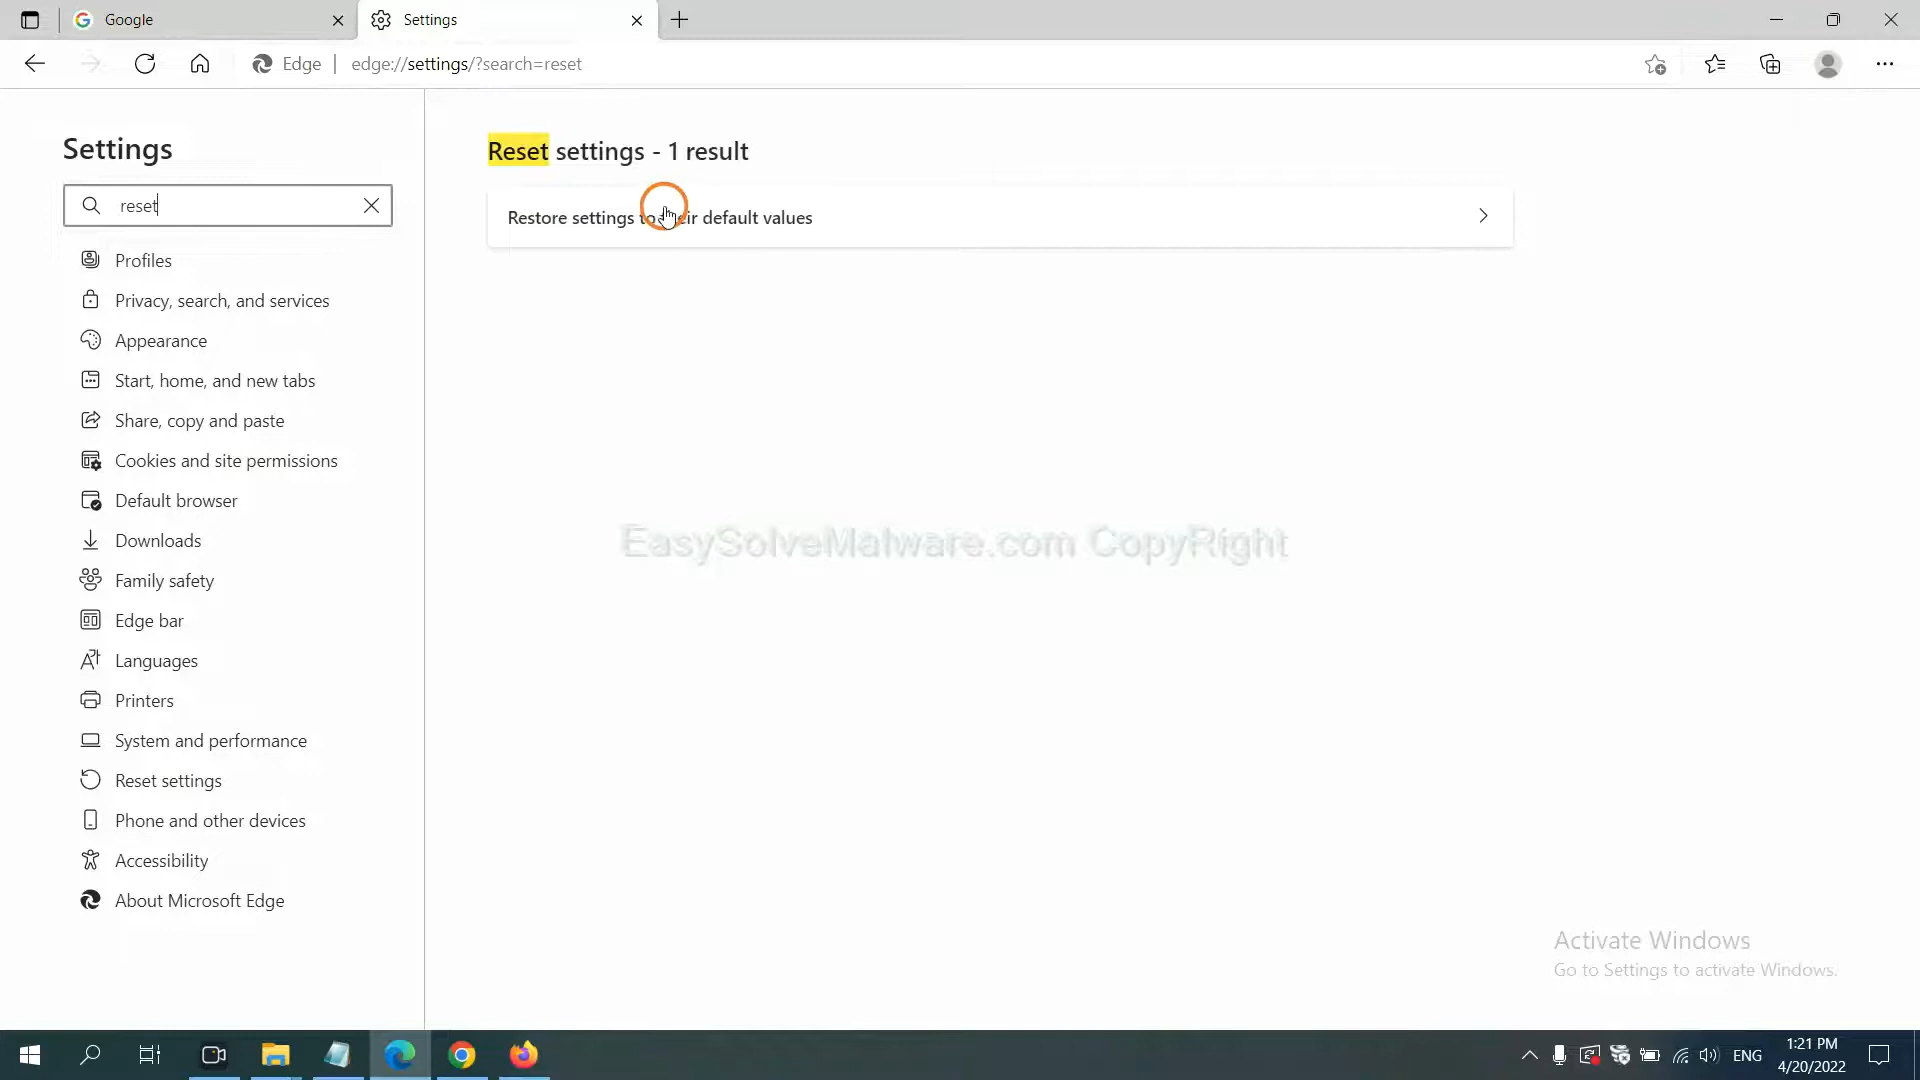 Google
Settings
Edge
edge://settings/?search=reset
Settings
reset
Profiles
Privacy, search, and services
Appearance
Start, home, and new tabs
Share, copy and paste
Cookies and site permissions
Default browser
Downloads
Family safety
Edge bar
Languages
Printers
System and performance
Reset settings
Phone and other devices
Accessibility
About Microsoft Edge
Reset settings - 1 result
Restore settings to their default values
EasySolveMalware.com CopyRight
Activate Windows
Go to Settings to activate Windows.
ENG
1:21 PM
4/20/2022